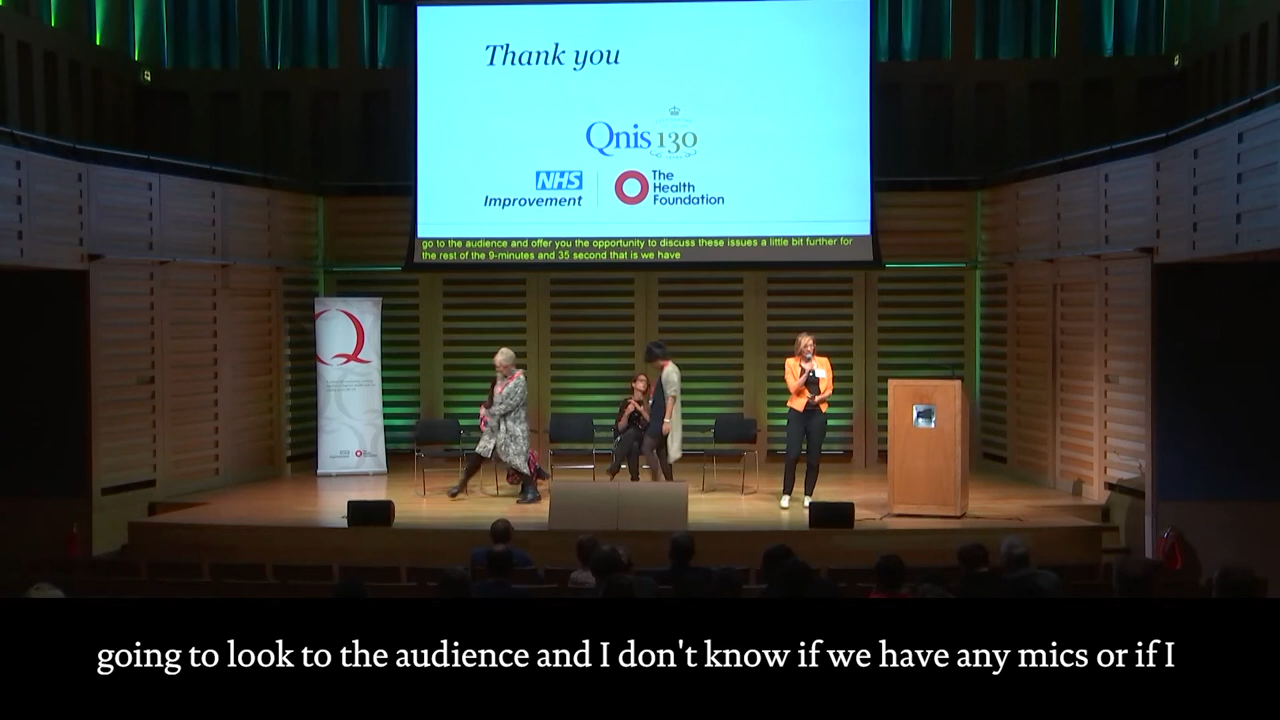 Thank you
Qnis 130
NHS
Improvement
The
Health
Foundation
go to the audience and offer you the opportunity to discuss these issues a little bit further for
the rest of the 9-minutes and 35 second that is we have
Q
going to look to the audience and I don't know if we have any mics or if I